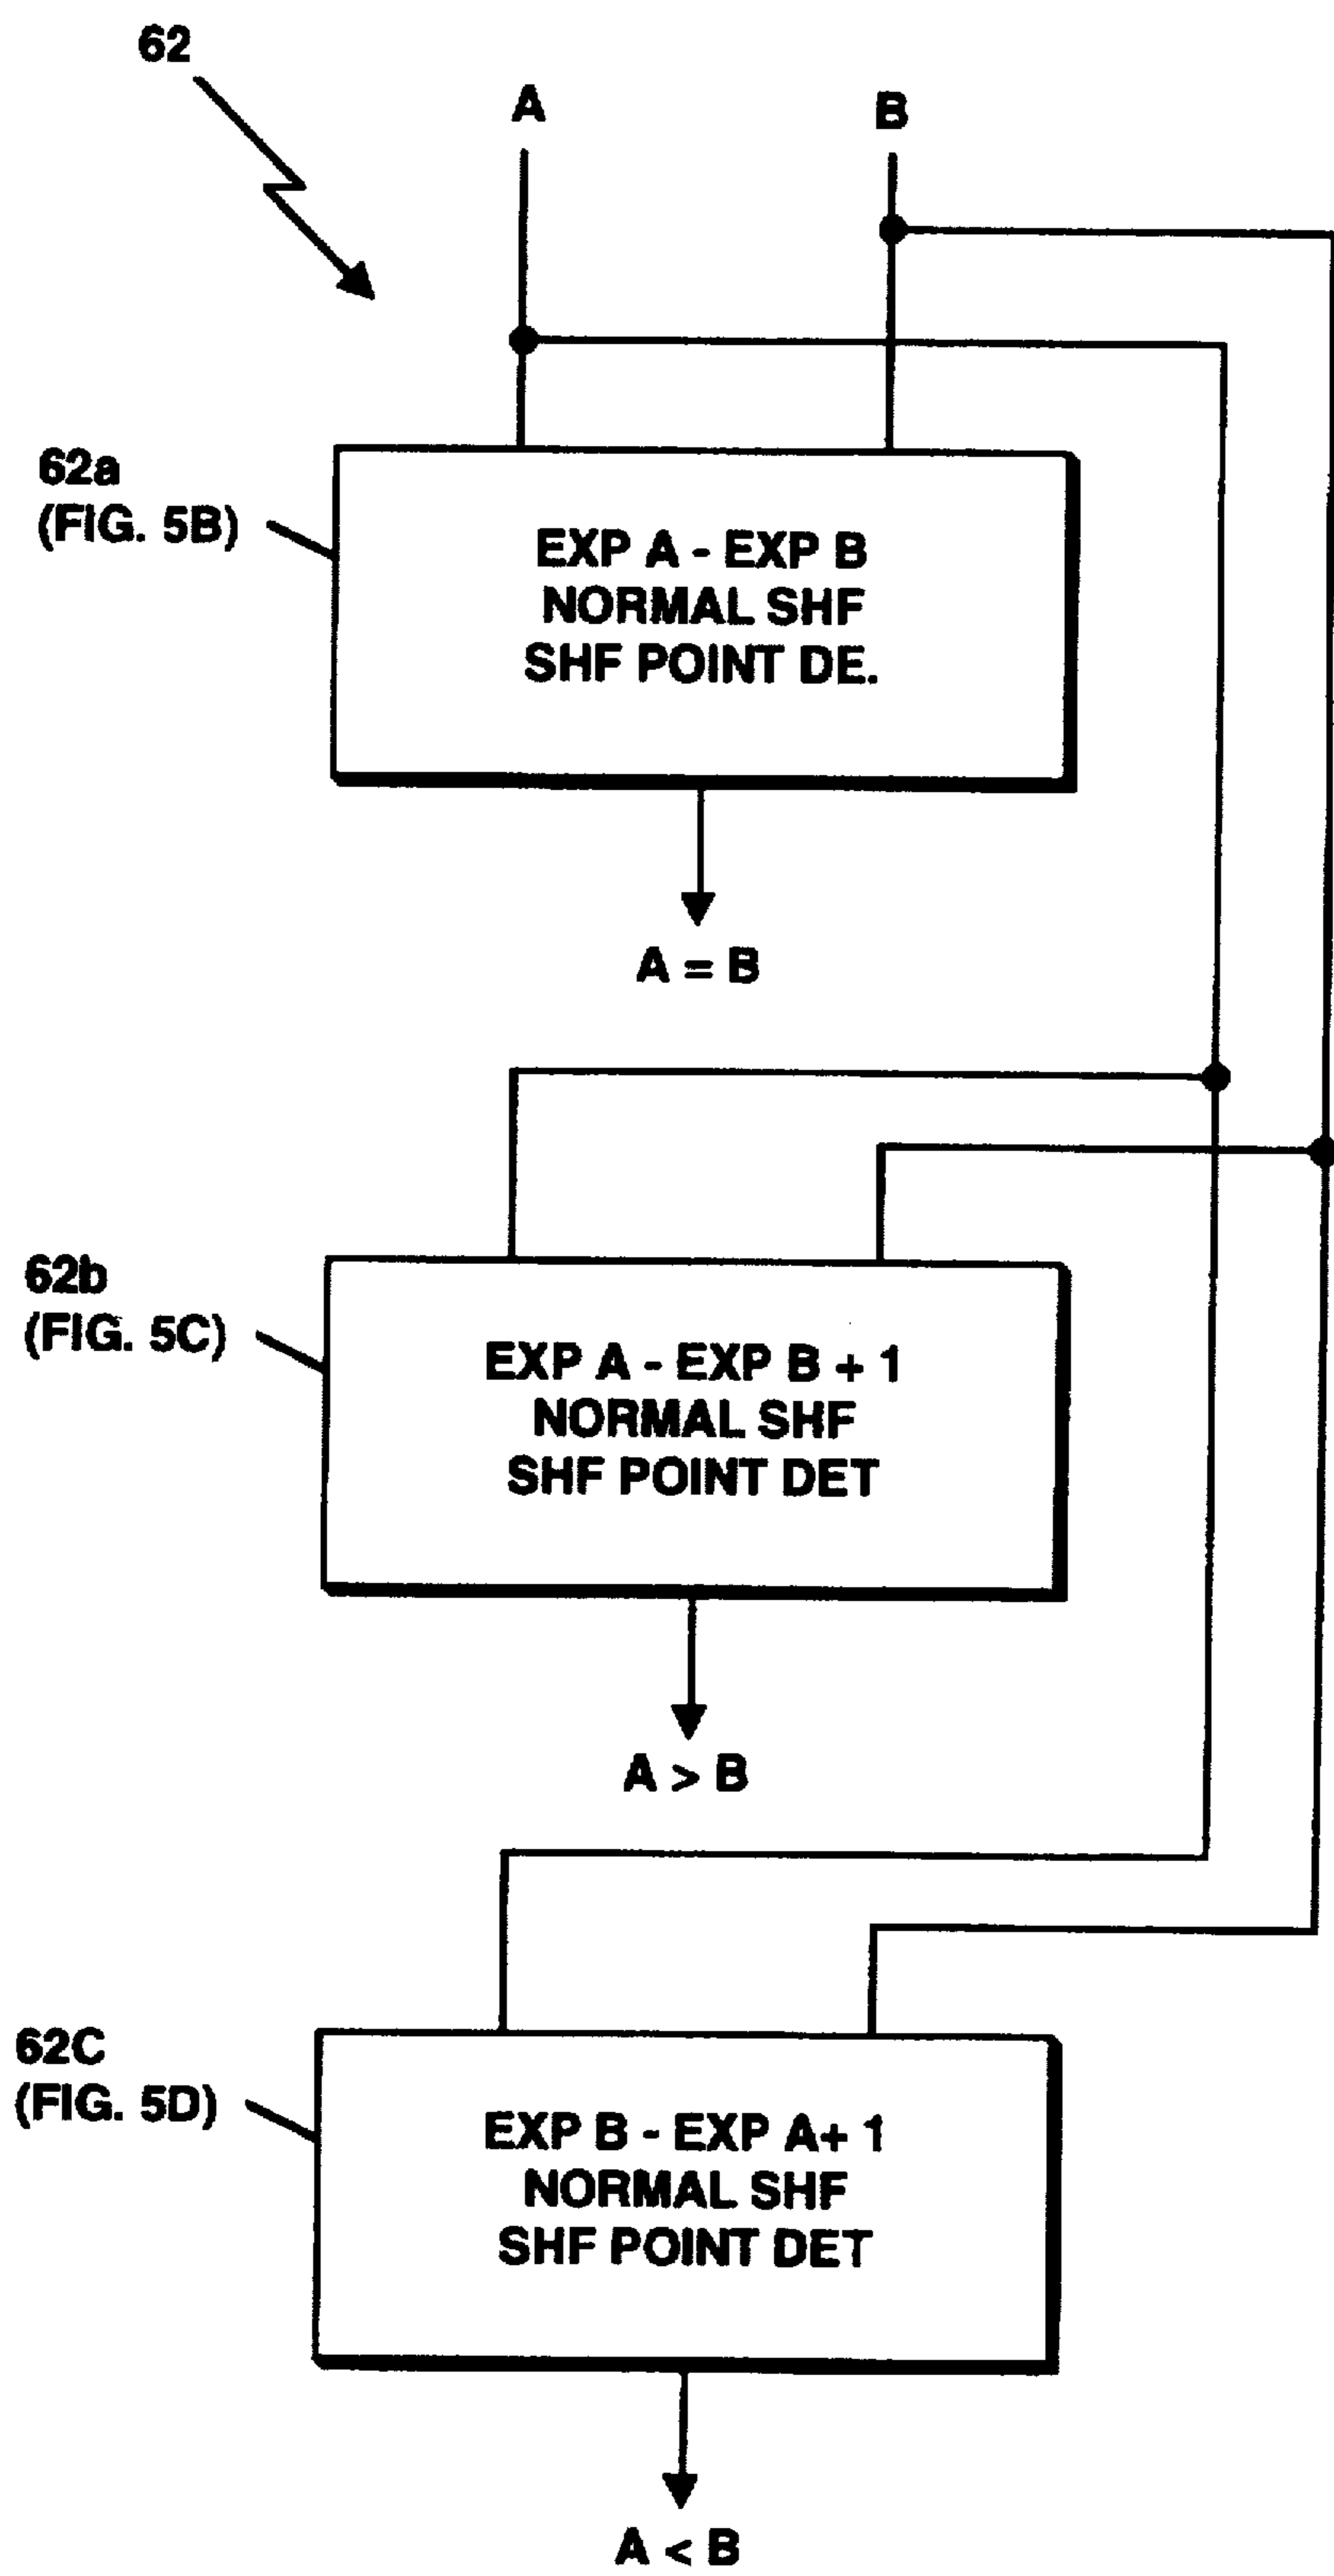 62
A
B
62a
(FIG. 5B)
EXP A - EXP B
NORMAL SHF
SHF POINT DE.
A = B
62b
(FIG. 5C)
EXP A - EXP B + 1
NORMAL SHF
SHF POINT DET
A > B
62C
(FIG. 5D)
EXP B - EXP A+ 1
NORMAL SHF
SHF POINT DET
A < B